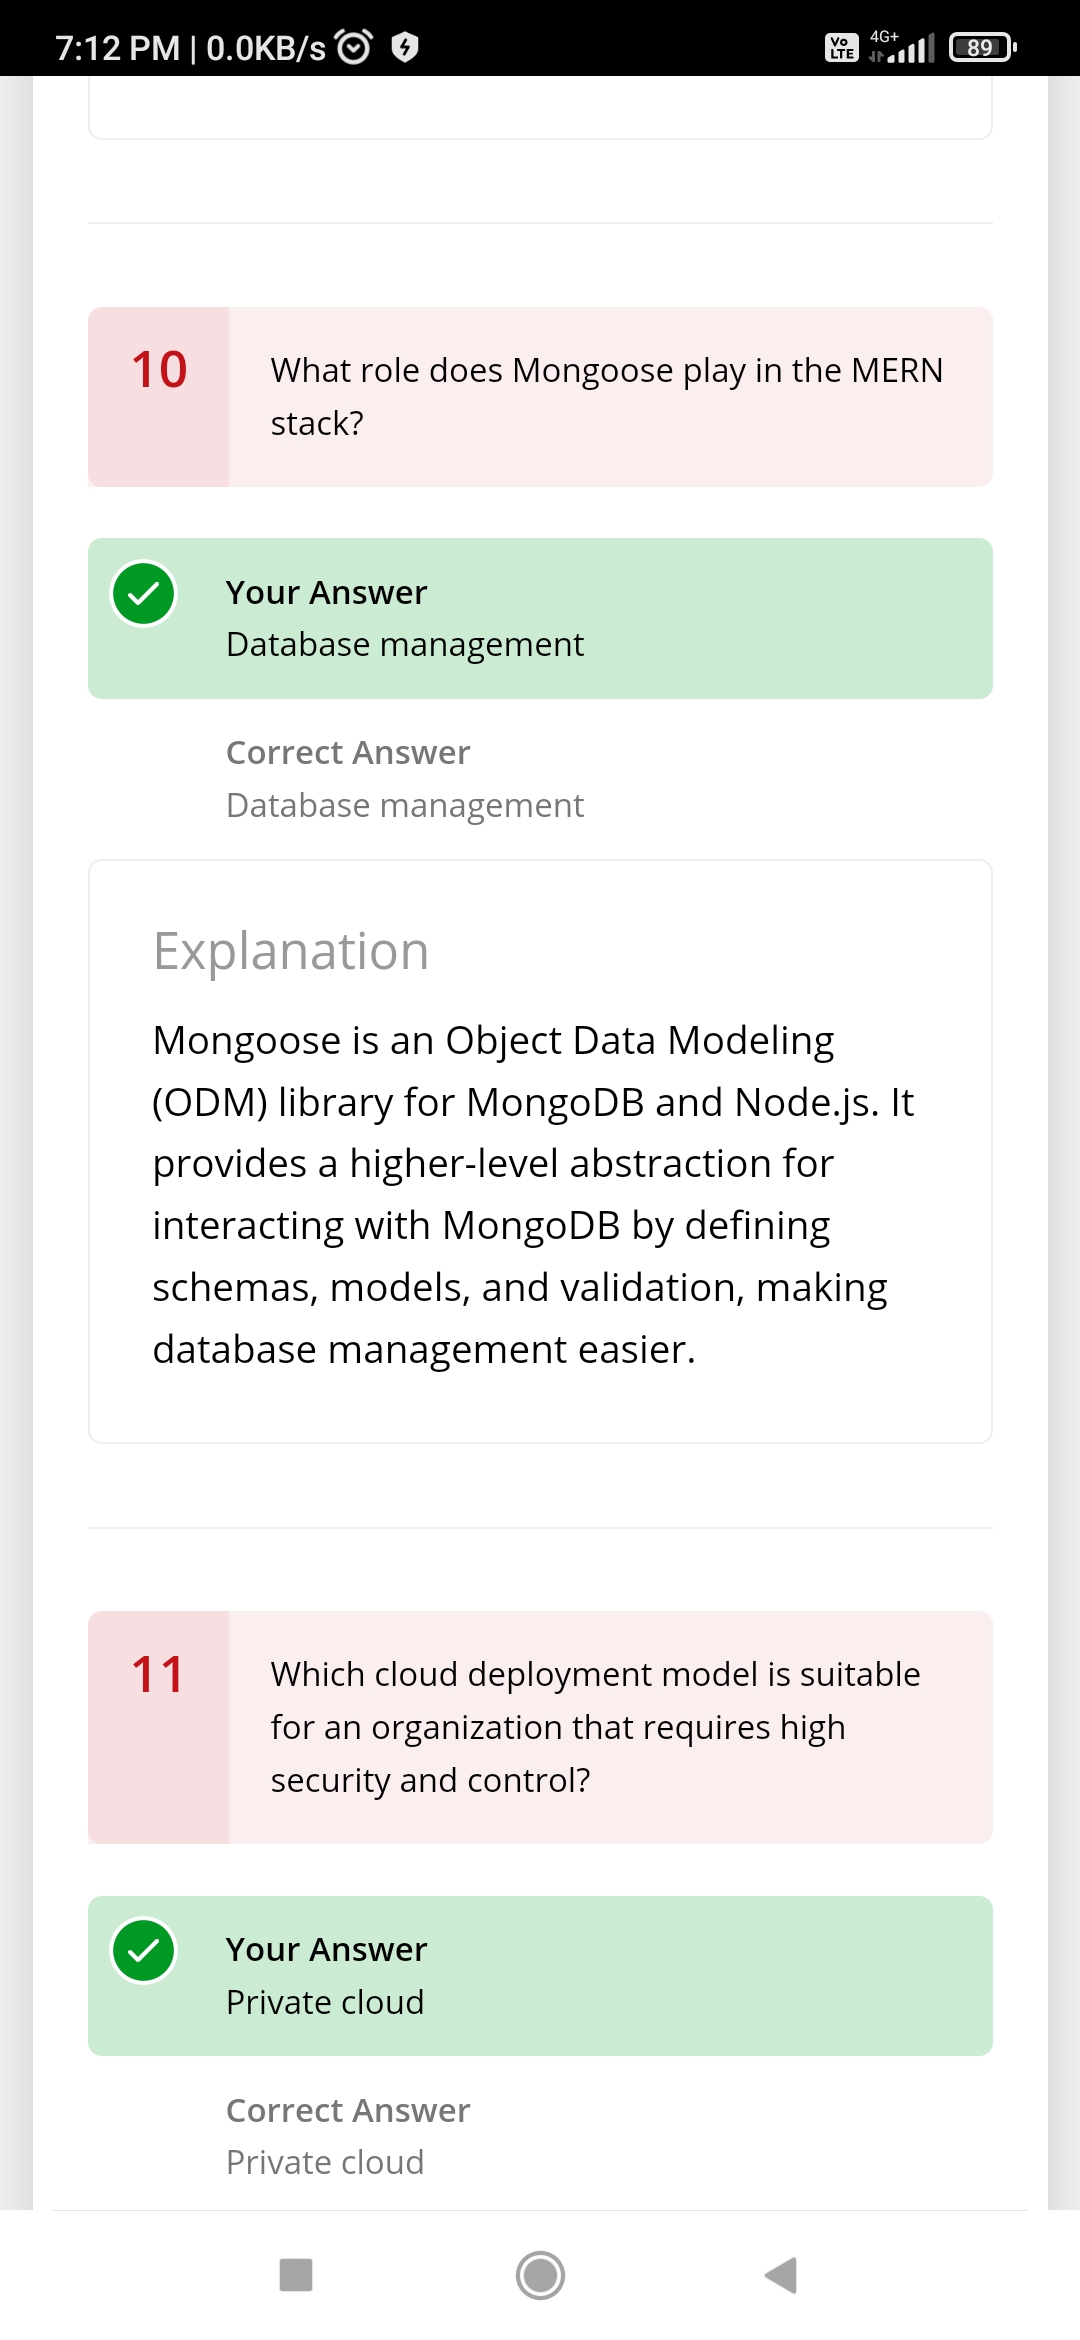 7:12 PM | 0.0KB/s
Vo LTE 4G+ 89
10
What role does Mongoose play in the MERN
stack?
Your Answer
Database management
Correct Answer
Database management
Explanation
Mongoose is an Object Data Modeling
(ODM) library for MongoDB and Node.js. It
provides a higher-level abstraction for
interacting with MongoDB by defining
schemas, models, and validation, making
database management easier.
11
Which cloud deployment model is suitable
for an organization that requires high
security and control?
Your Answer
Private cloud
Correct Answer
Private cloud